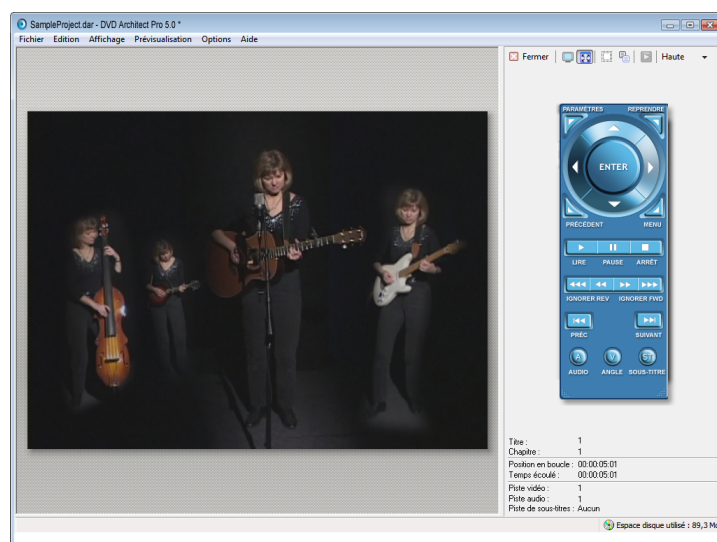 SampleProject.dar - DVD Architect Pro 5.0 *
Fichier Edition Affichage Prévisualisation Options Aide
Fermer Haute
PARAMÈTRES REPRENDRE
ENTER
PRÉCÉDENT MENU
LIRE PAUSE ARRÊT
IGNORER REV IGNORER FWD
PRÉC SUIVANT
A V ST
AUDIO ANGLE SOUS-TITRE
Titre : 1
Chapitre : 1
Position en boucle : 00:00:05:01
Temps écoulé : 00:00:05:01
Piste vidéo : 1
Piste audio : 1
Piste de sous-titres : Aucun
Espace disque utilisé : 89,3 Mo